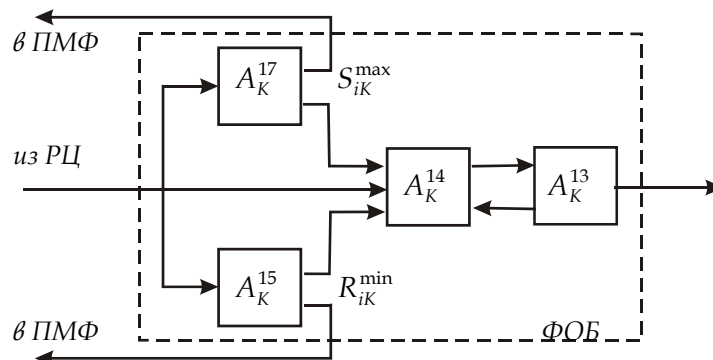 в ПМФ
A_K^17 S_iK^max
из РЦ
A_K^14 A_K^13
A_K^15 R_iK^min
в ПМФ ФОБ